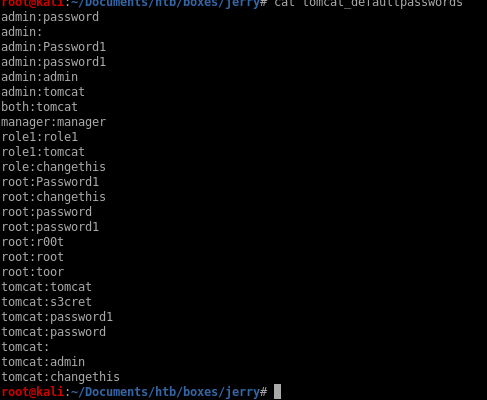 root@kali:~/Documents/htb/boxes/jerry# cat tomcat_defaultpasswords
admin:password
admin:
admin:Password1
admin:password1
admin:admin
admin:tomcat
both:tomcat
manager:manager
role1:role1
role1:tomcat
role:changethis
root:Password1
root:changethis
root:password
root:password1
root:r00t
root:root
root:toor
tomcat:tomcat
tomcat:s3cret
tomcat:password1
tomcat:password
tomcat:
tomcat:admin
tomcat:changethis
root@kali:~/Documents/htb/boxes/jerry#